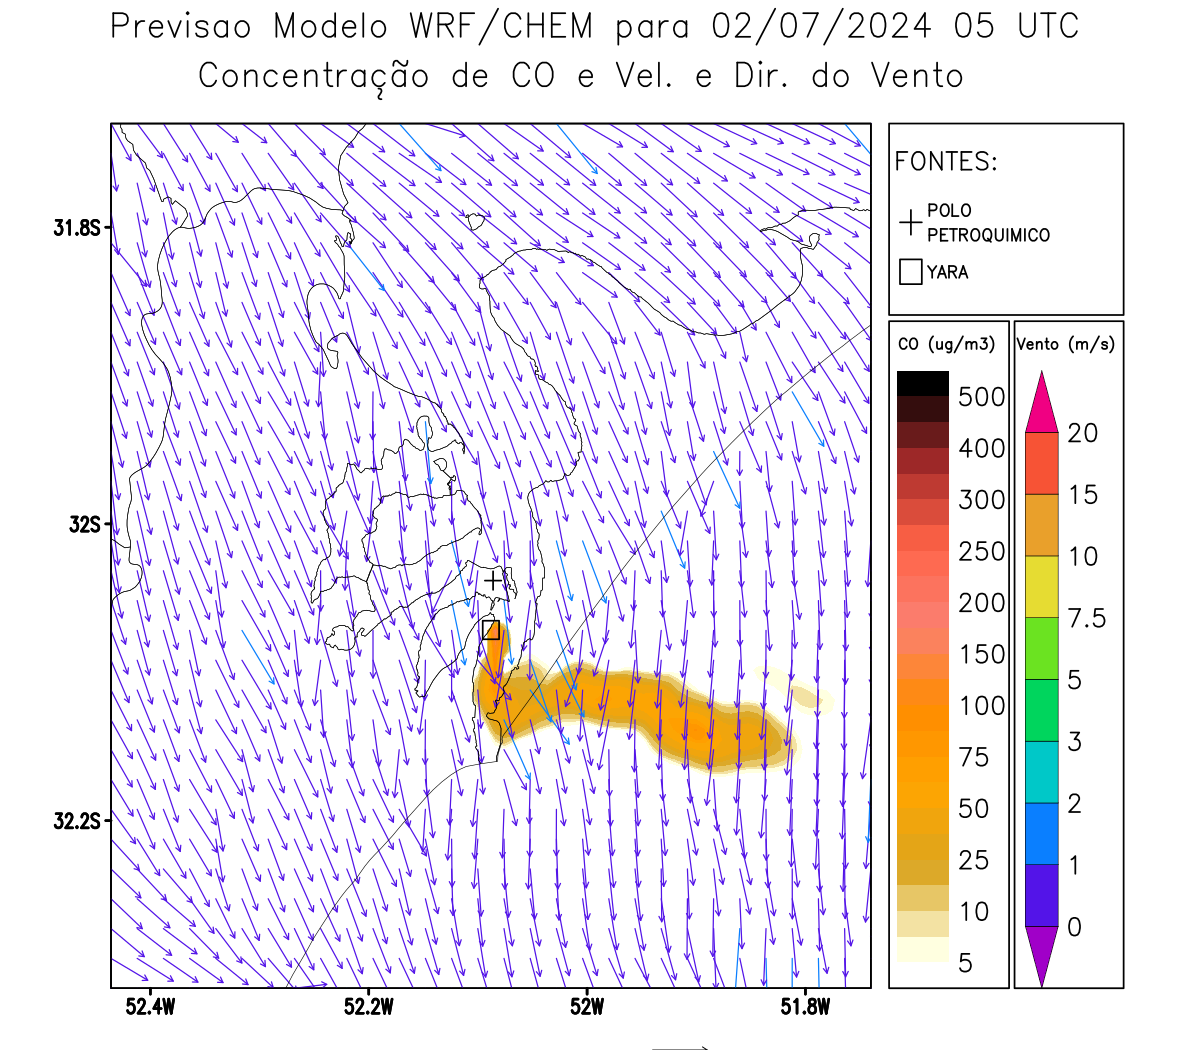 Previsao Modelo WRF/CHEM para 02/07/2024 05 UTC
Concentração de CO e Vel. e Dir. do Vento
FONTES:
POLO
PETROQUIMICO
YARA
CO (ug/m3)
500
400
300
250
200
150
100
75
50
25
10
5
Vento (m/s)
20
15
10
7.5
5
3
2
1
0
31.8S
32S
32.2S
52.4W
52.2W
52W
51.8W